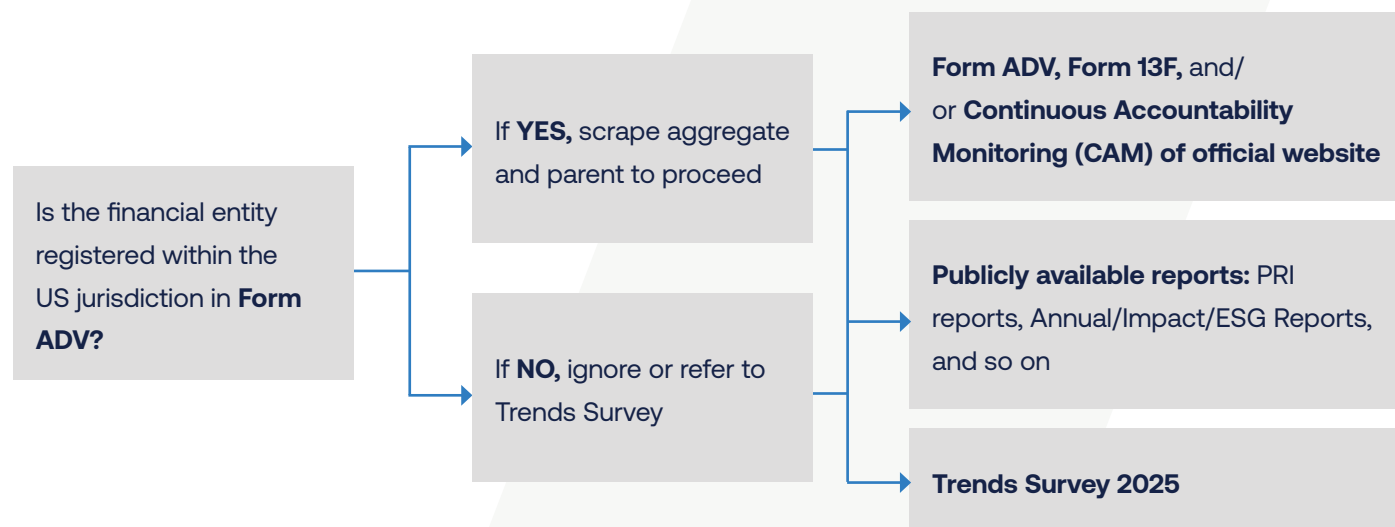 Is the financial entity
registered within the
US jurisdiction in Form
ADV?
If YES, scrape aggregate
and parent to proceed
If NO, ignore or refer to
Trends Survey
Form ADV, Form 13F, and/
or Continuous Accountability
Monitoring (CAM) of official website
Publicly available reports: PRI
reports, Annual/Impact/ESG Reports,
and so on
Trends Survey 2025